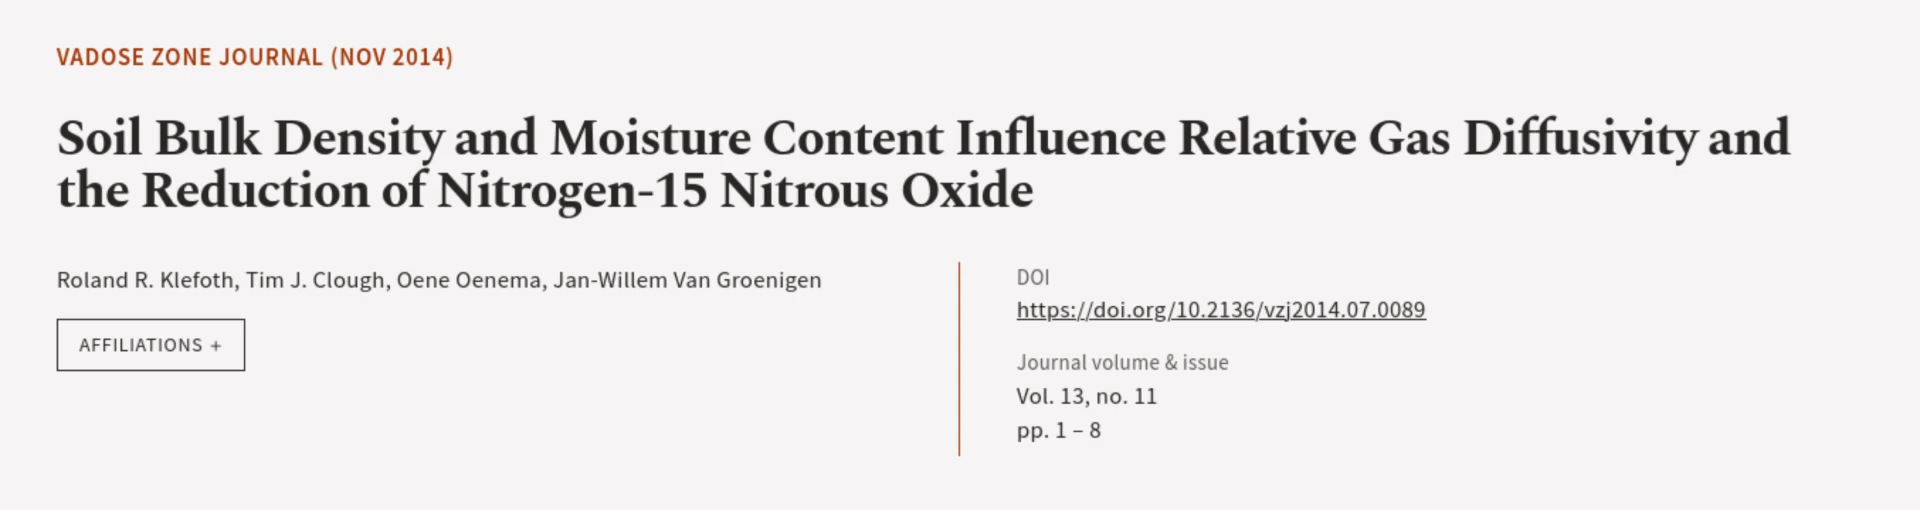 VADOSE ZONE JOURNAL (NOV 2014)
Soil Bulk Density and Moisture Content Influence Relative Gas Diffusivity and
the Reduction of Nitrogen-15 Nitrous Oxide
Roland R. Klefoth, Tim J. Clough, Oene Oenema, Jan-Willem Van Groenigen
AFFILIATIONS +
DOI
https://doi.org/10.2136/vzj2014.07.0089
Journal volume & issue
Vol. 13, no. 11
pp. 1 – 8